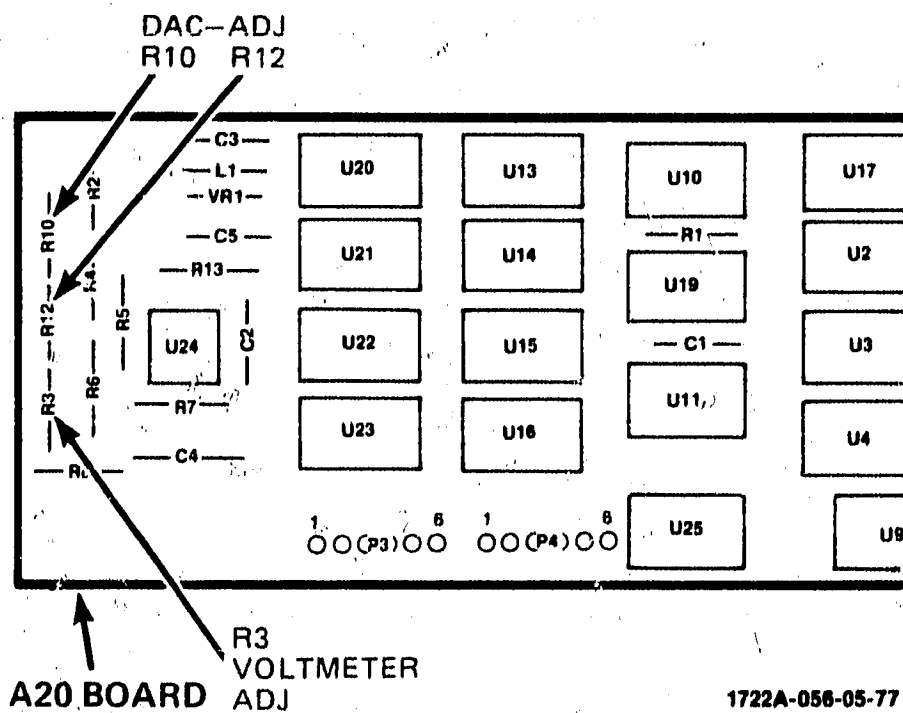 DAC-ADJ
R10 R12
C3
L1
VR1
C5
R13
R2
R10
R4
R12
R5
C2
U24
R6
R3
R7
C4
U20 U13 U10 U17
R1
U21 U14 U19 U2
C1
U22 U15 U11 U3
U23 U16 U4
1 6 1 6
(P3) (P4) U25 U9
R3
VOLTMETER
ADJ
A20 BOARD
1722A-056-05-77